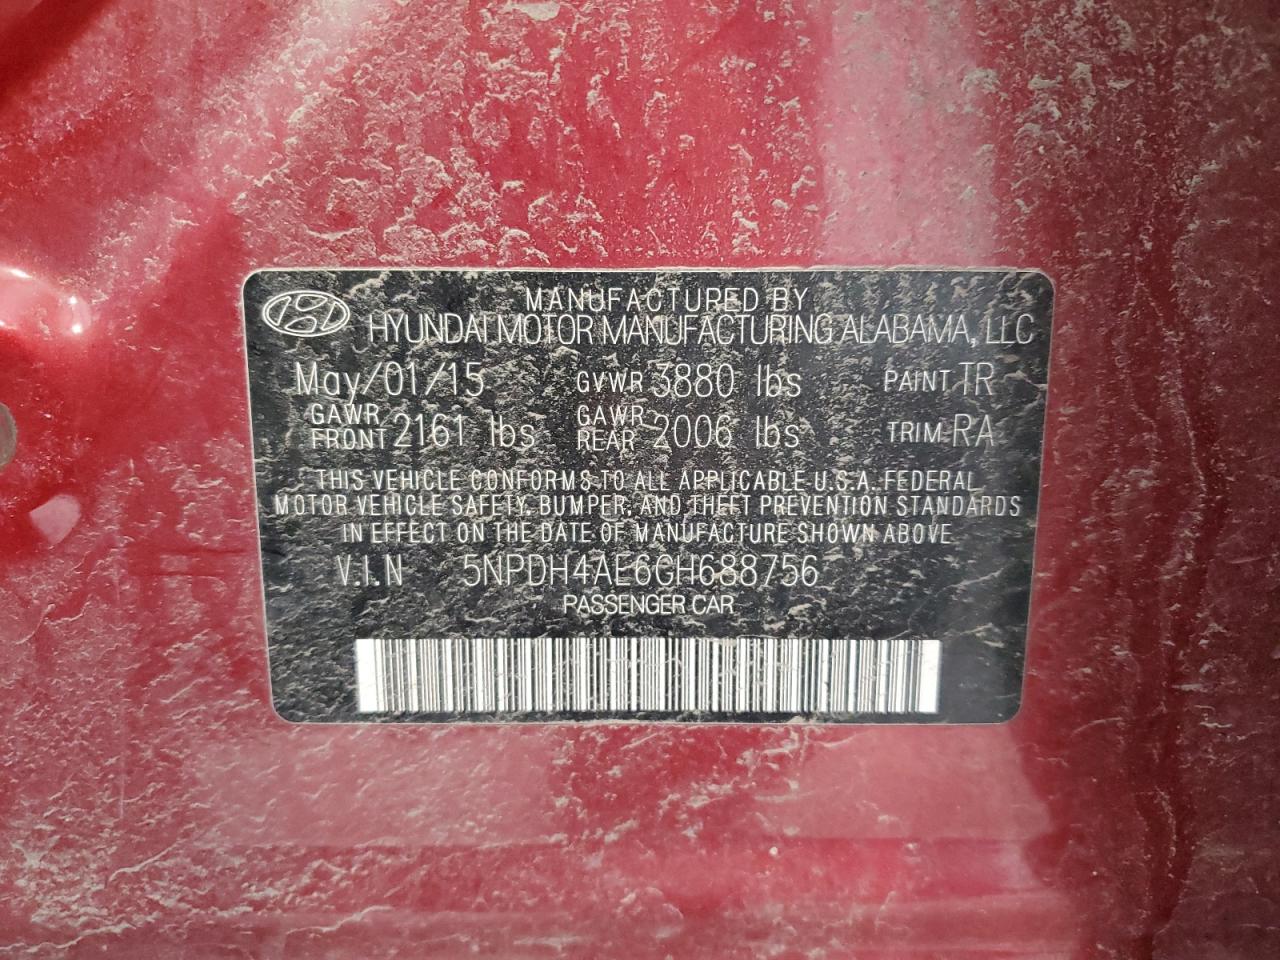 MANUFACTURED BY
HYUNDAI MOTOR MANUFACTURING ALABAMA, LLC
May/01/15 GVWR 3880 lbs PAINT TR
GAWR FRONT 2161 lbs GAWR REAR 2006 lbs TRIM RA
THIS VEHICLE CONFORMS TO ALL APPLICABLE U.S.A. FEDERAL
MOTOR VEHICLE SAFETY, BUMPER, AND THEFT PREVENTION STANDARDS
IN EFFECT ON THE DATE OF MANUFACTURE SHOWN ABOVE
V.I.N 5NPDH4AE6GH688756
PASSENGER CAR